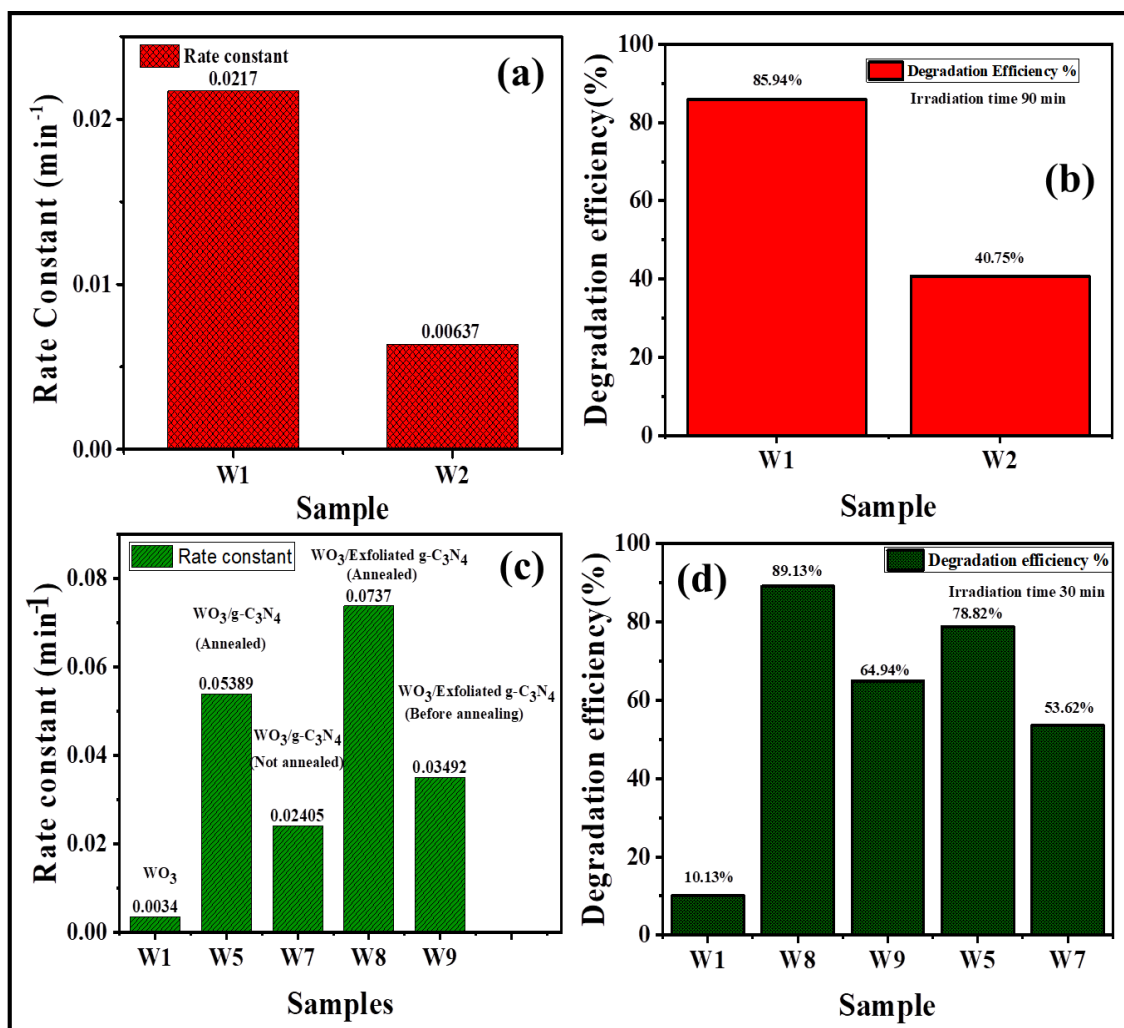 Rate constant
(a)
0.0217
0.00637
0.02
0.01
0.00
Rate Constant (min⁻¹)
W1
W2
Sample
Degradation Efficiency %
Irradiation time 90 min
(b)
85.94%
40.75%
100
80
60
40
20
0
Degradation efficiency(%)
W1
W2
Sample
Rate constant
(c)
WO₃/Exfoliated g-C₃N₄
(Annealed)
0.0737
WO₃/g-C₃N₄
(Annealed)
0.05389
WO₃/Exfoliated g-C₃N₄
(Before annealing)
0.03492
WO₃/g-C₃N₄
(Not annealed)
0.02405
WO₃
0.0034
0.08
0.06
0.04
0.02
0.00
Rate constant (min⁻¹)
W1
W5
W7
W8
W9
Samples
Degradation efficiency %
Irradiation time 30 min
(d)
89.13%
78.82%
64.94%
53.62%
10.13%
100
80
60
40
20
0
Degradation efficiency(%)
W1
W8
W9
W5
W7
Sample